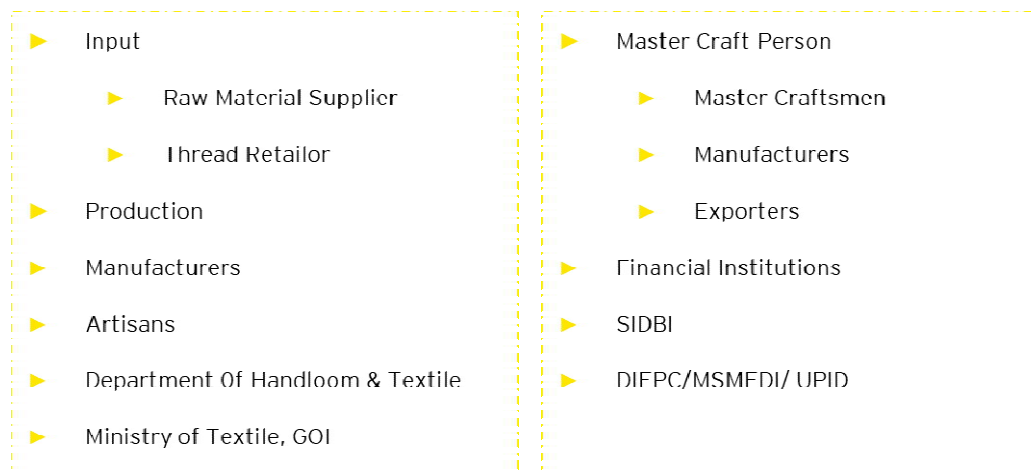 Input
Raw Material Supplier
Thread Retailor
Production
Manufacturers
Artisans
Department Of Handloom & Textile
Ministry of Textile, GOI
Master Craft Person
Master Craftsmen
Manufacturers
Exporters
Financial Institutions
SIDBI
DIEPC/MSMEDI/ UPID